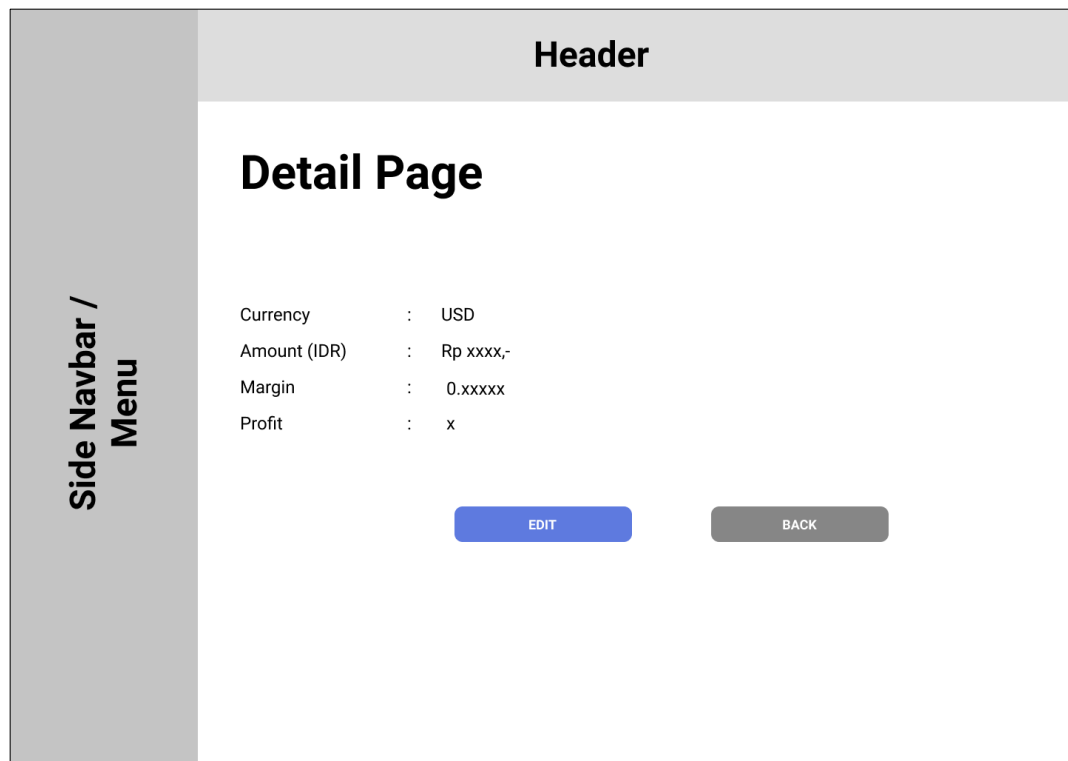 Header
Side Navbar /
Menu
Detail Page
Currency : USD
Amount (IDR) : Rp xxxx,-
Margin : 0.xxxxx
Profit : x
EDIT
BACK